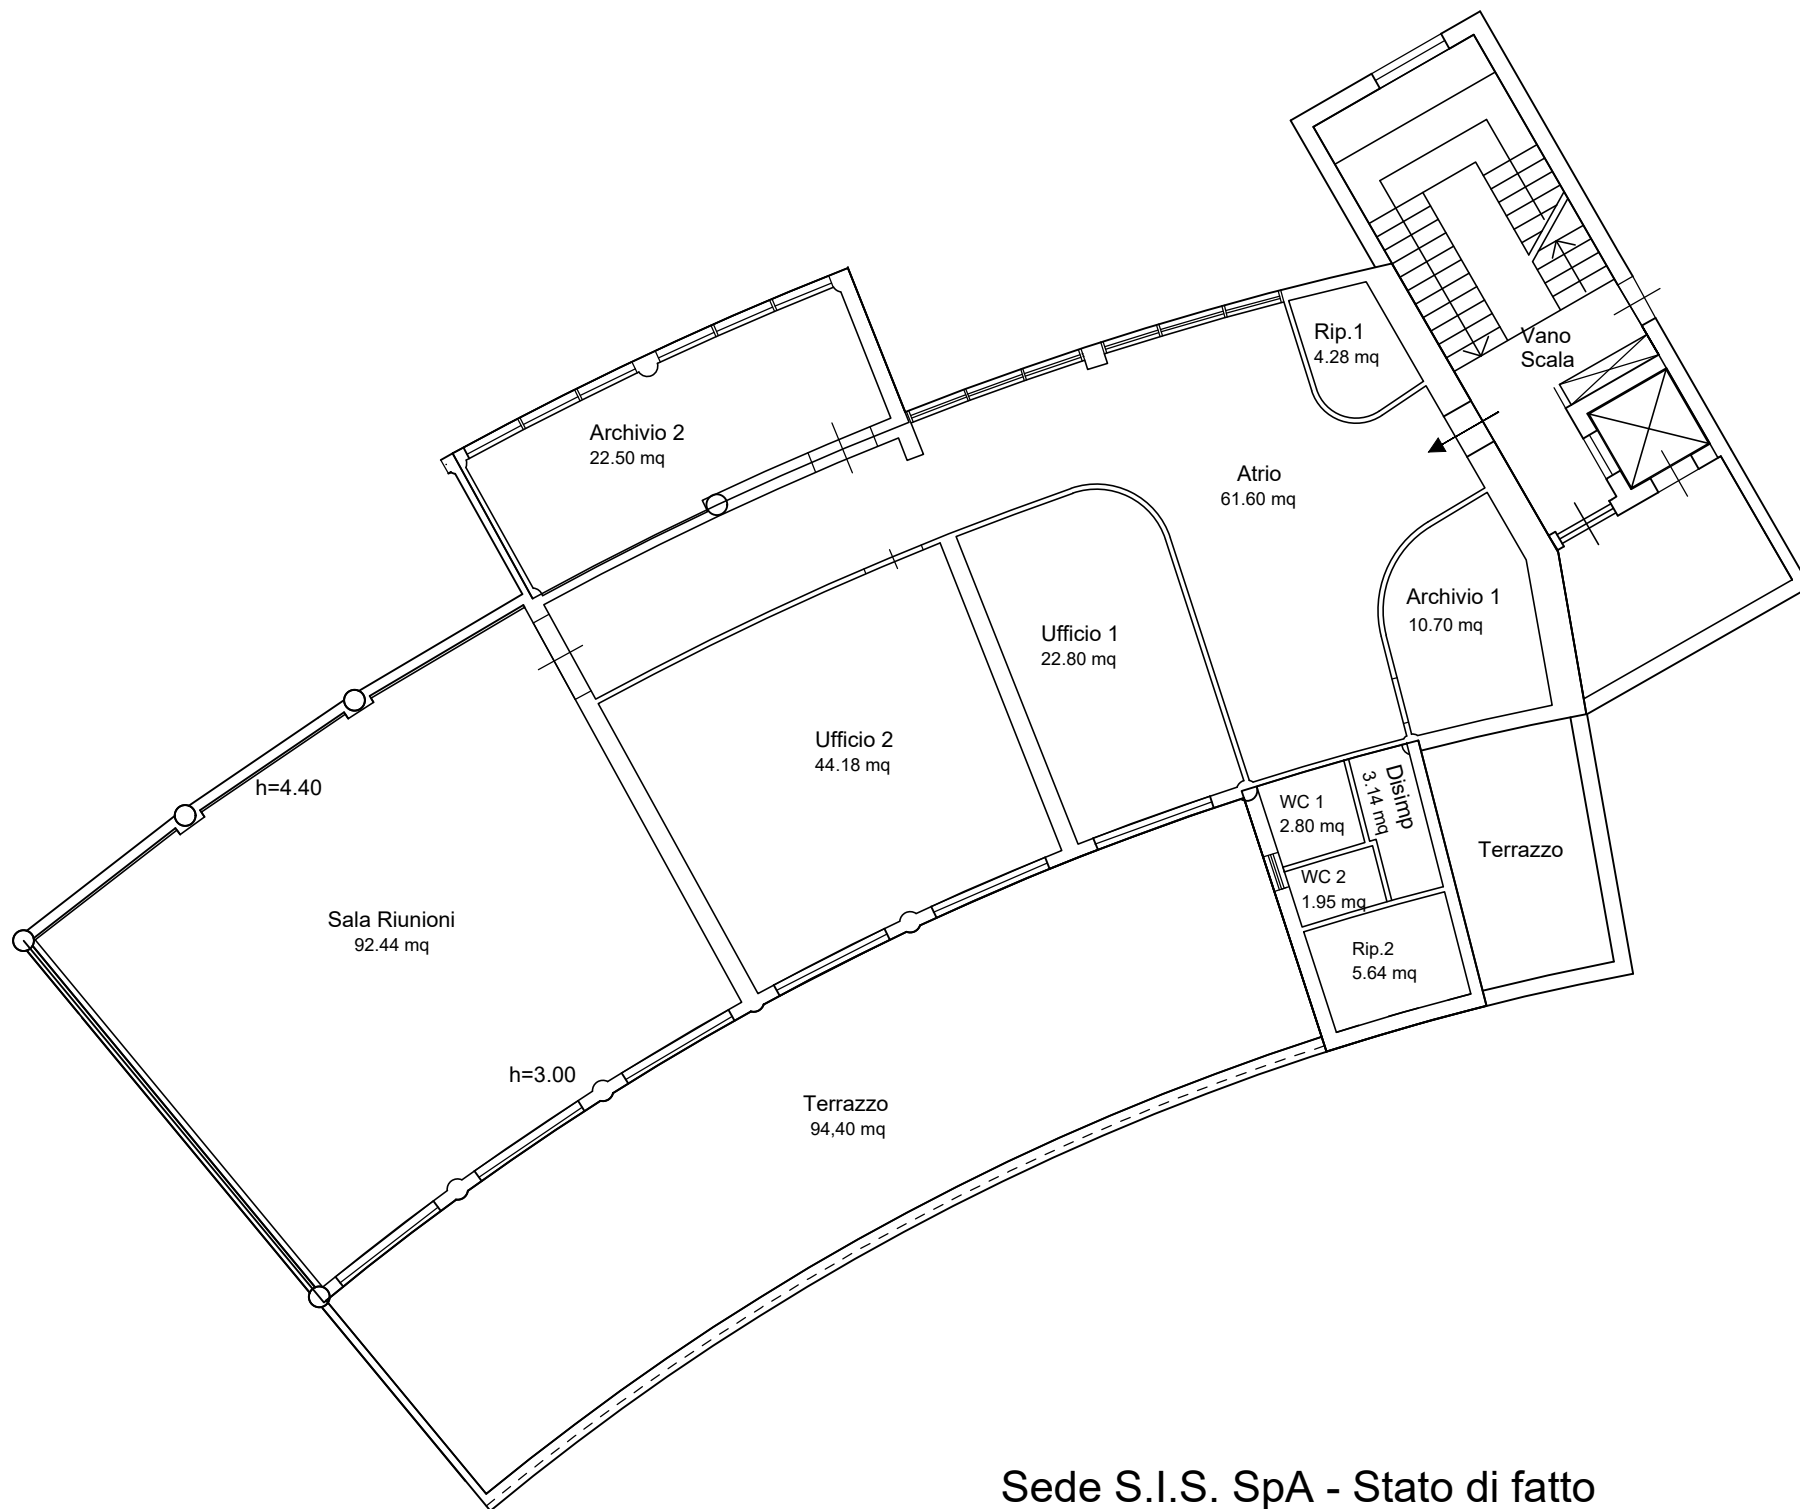 Rip.1
4.28 mq
Vano
Scala
Archivio 2
22.50 mq
Atrio
61.60 mq
Archivio 1
10.70 mq
Ufficio 1
22.80 mq
Ufficio 2
44.18 mq
h=4.40
WC 1
2.80 mq
Disimp
3.14 mq
Terrazzo
WC 2
1.95 mq
Sala Riunioni
92.44 mq
Rip.2
5.64 mq
h=3.00
Terrazzo
94,40 mq
Sede S.I.S. SpA - Stato di fatto